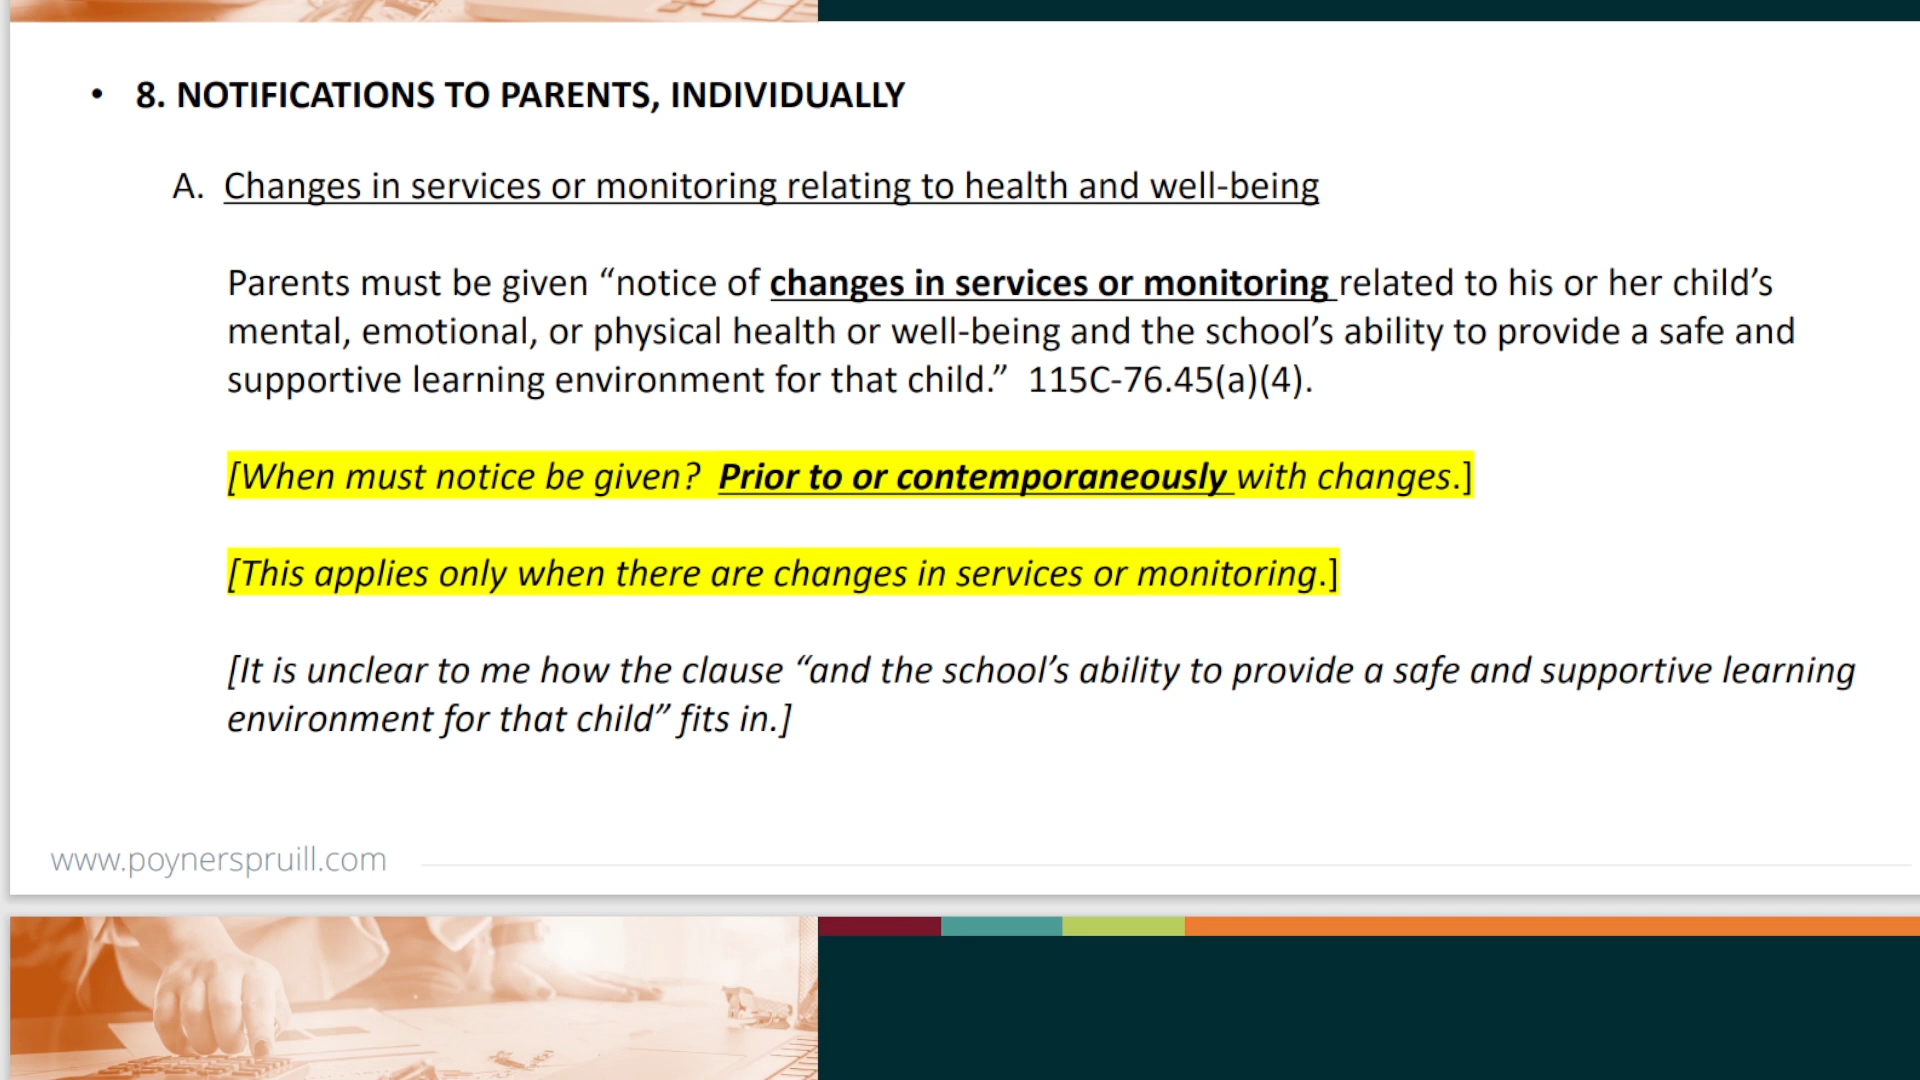 • 8. NOTIFICATIONS TO PARENTS, INDIVIDUALLY
A. Changes in services or monitoring relating to health and well-being
Parents must be given “notice of changes in services or monitoring related to his or her child’s
mental, emotional, or physical health or well-being and the school’s ability to provide a safe and
supportive learning environment for that child.” 115C-76.45(a)(4).
[When must notice be given? Prior to or contemporaneously with changes.]
[This applies only when there are changes in services or monitoring.]
[It is unclear to me how the clause “and the school’s ability to provide a safe and supportive learning
environment for that child” fits in.]
www.poynerspruill.com